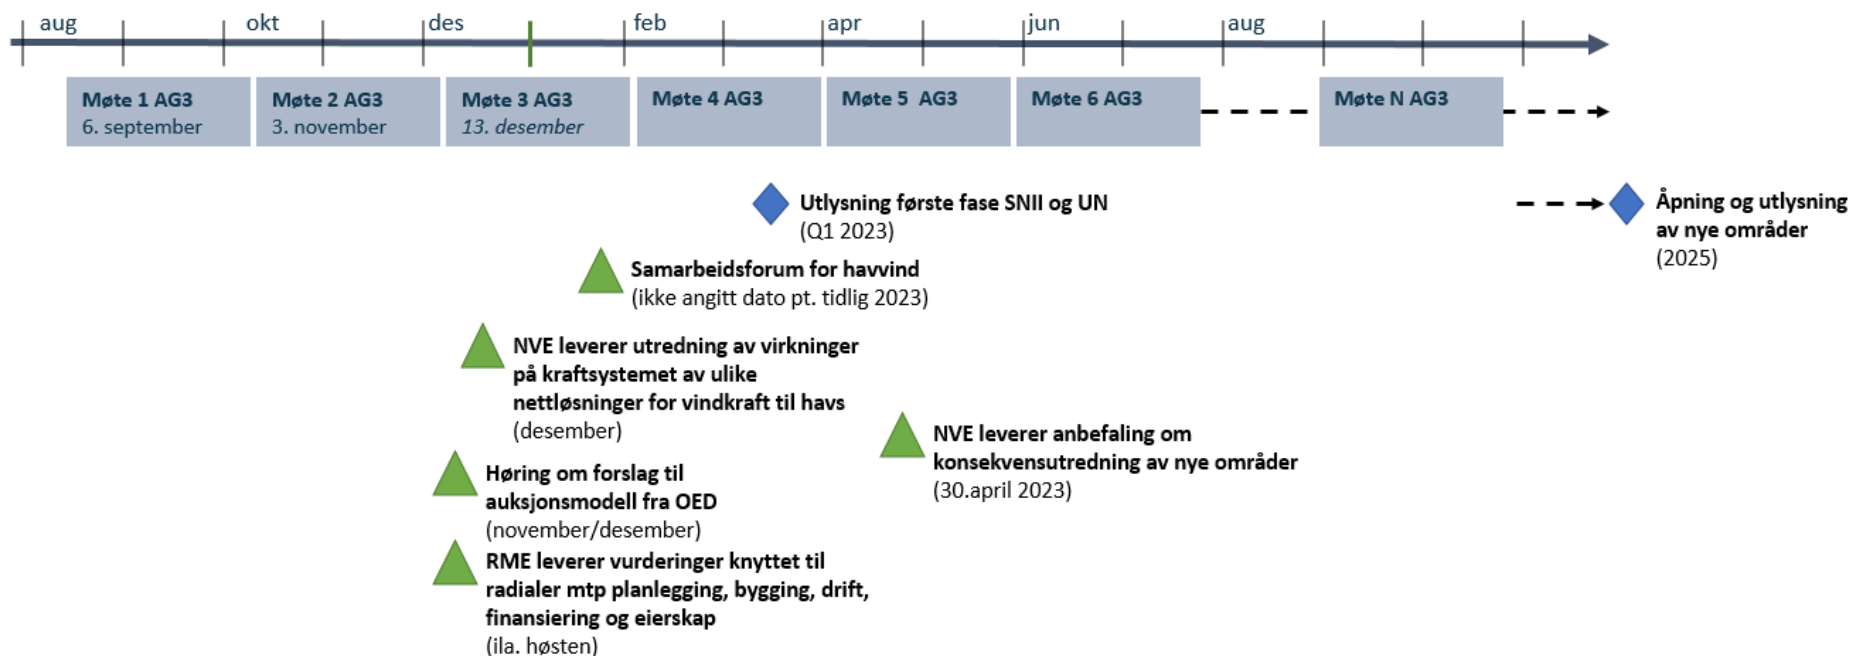 aug
okt
des
feb
apr
jun
aug
Møte 1 AG3
6. september
Møte 2 AG3
3. november
Møte 3 AG3
13. desember
Møte 4 AG3
Møte 5  AG3
Møte 6 AG3
Møte N AG3
Utlysning første fase SNII og UN
(Q1 2023)
Åpning og utlysning
av nye områder
(2025)
Samarbeidsforum for havvind
(ikke angitt dato pt. tidlig 2023)
NVE leverer utredning av virkninger
på kraftsystemet av ulike
nettløsninger for vindkraft til havs
(desember)
NVE leverer anbefaling om
konsekvensutredning av nye områder
(30.april 2023)
Høring om forslag til
auksjonsmodell fra OED
(november/desember)
RME leverer vurderinger knyttet til
radialer mtp planlegging, bygging, drift,
finansiering og eierskap
(ila. høsten)